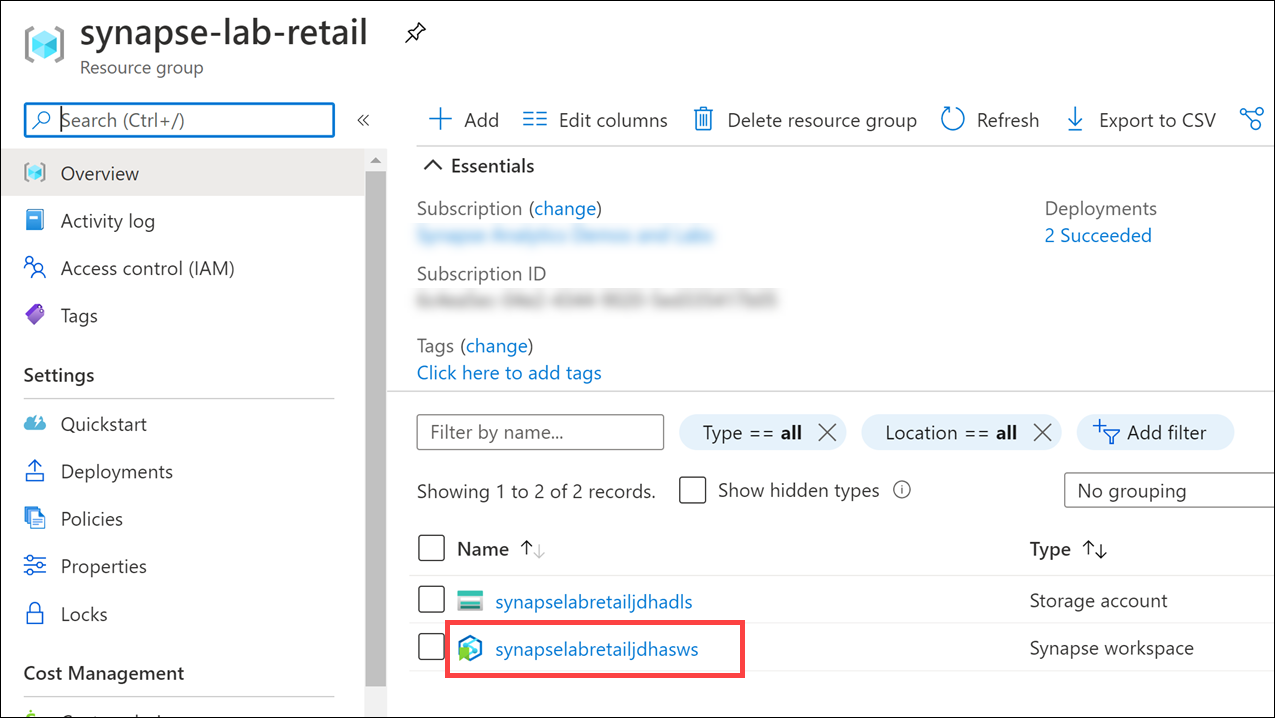 synapse-lab-retail
Resource group
Search (Ctrl+/)
«
Add
Edit columns
Delete resource group
Refresh
Export to CSV
Overview
Activity log
Access control (IAM)
Tags
Settings
Quickstart
Deployments
Policies
Properties
Locks
Cost Management
Essentials
Subscription (change)
Deployments
2 Succeeded
Subscription ID
Tags (change)
Click here to add tags
Filter by name...
Type == all
Location == all
Add filter
Showing 1 to 2 of 2 records.
Show hidden types
No grouping
Name ↑↓
Type ↑↓
synapselabretailjdhadls
Storage account
synapselabretailjdhasws
Synapse workspace